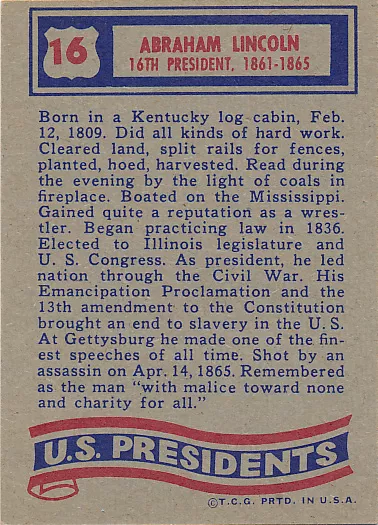 16
ABRAHAM LINCOLN
16TH PRESIDENT, 1861-1865
Born in a Kentucky log cabin, Feb.
12, 1809. Did all kinds of hard work.
Cleared land, split rails for fences,
planted, hoed, harvested. Read during
the evening by the light of coals in
fireplace. Boated on the Mississippi.
Gained quite a reputation as a wres-
tler. Began practicing law in 1836.
Elected to Illinois legislature and
U. S. Congress. As president, he led
nation through the Civil War. His
Emancipation Proclamation and the
13th amendment to the Constitution
brought an end to slavery in the U. S.
At Gettysburg he made one of the fin-
est speeches of all time. Shot by an
assassin on Apr. 14, 1865. Remembered
as the man "with malice toward none
and charity for all."
U.S. PRESIDENTS
©T.C.G. PRTD. IN U.S.A.